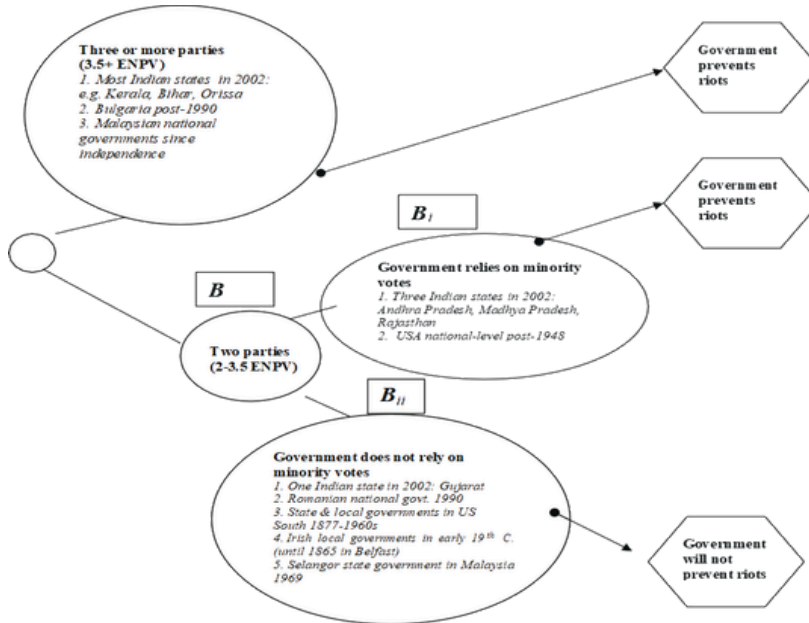 Three or more parties
(3.5+ ENPV)
1. Most Indian states in 2002:
e.g. Kerala, Bihar, Orissa
2. Bulgaria post-1990
3. Malaysian national
governments since
independence
Government
prevents
riots
Government
prevents
riots
B I
Government relies on minority
votes
1. Three Indian states in 2002:
Andhra Pradesh, Madhya Pradesh,
Rajasthan
2. USA national-level post-1948
B
Two parties
(2-3.5 ENPV)
B II
Government does not rely on
minority votes
1. One Indian state in 2002: Gujarat
2. Romanian national govt. 1990
3. State & local governments in US
South 1877-1960s
4. Irish local governments in early 19th C.
(until 1865 in Belfast)
5. Selangor state government in Malaysia
1969
Government
will not
prevent riots